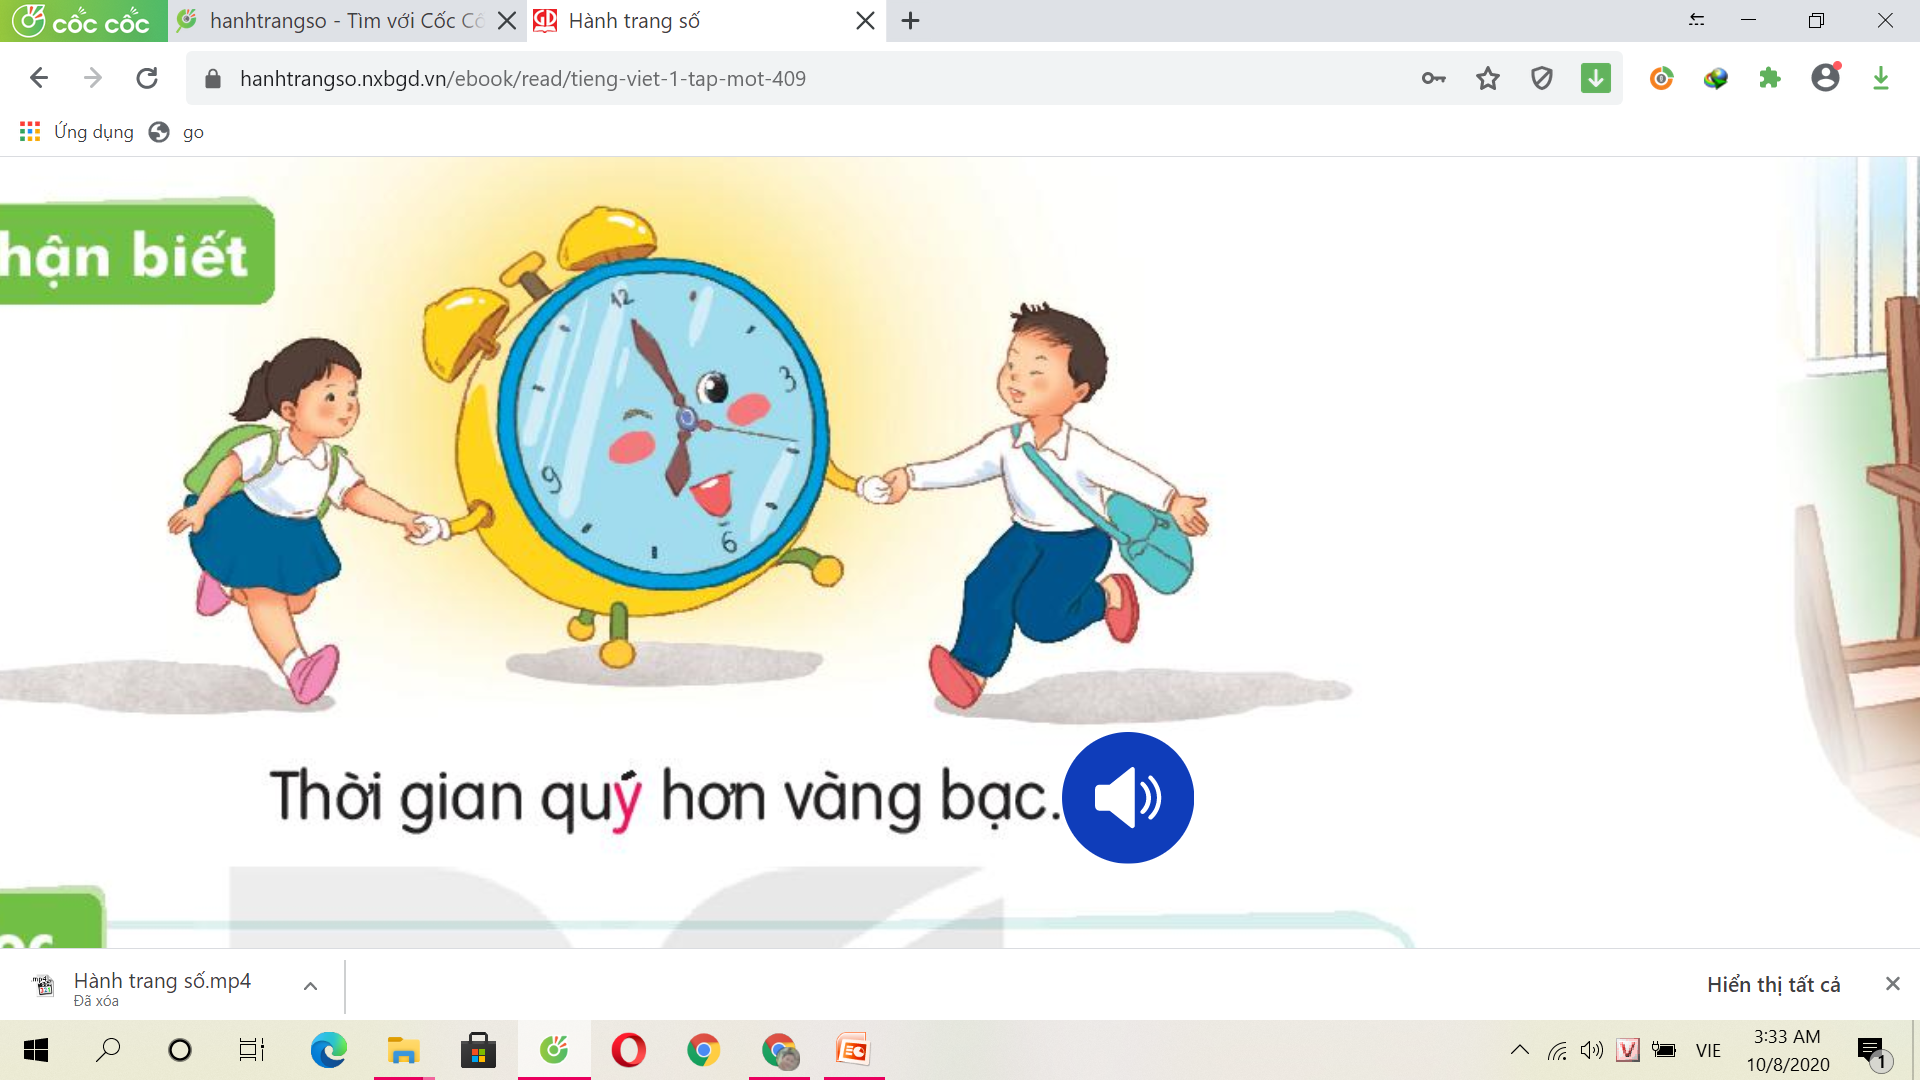 cốc cốc
hanhtrangso - Tìm với Cốc Cố
Hành trang số
hanhtrangso.nxbgd.vn/ebook/read/tieng-viet-1-tap-mot-409
Ứng dụng
go
hận biết
12
3
9
6
Thời gian quý hơn vàng bạc.
Hành trang số.mp4
Đã xóa
Hiển thị tất cả
VIE
3:33 AM
10/8/2020
1